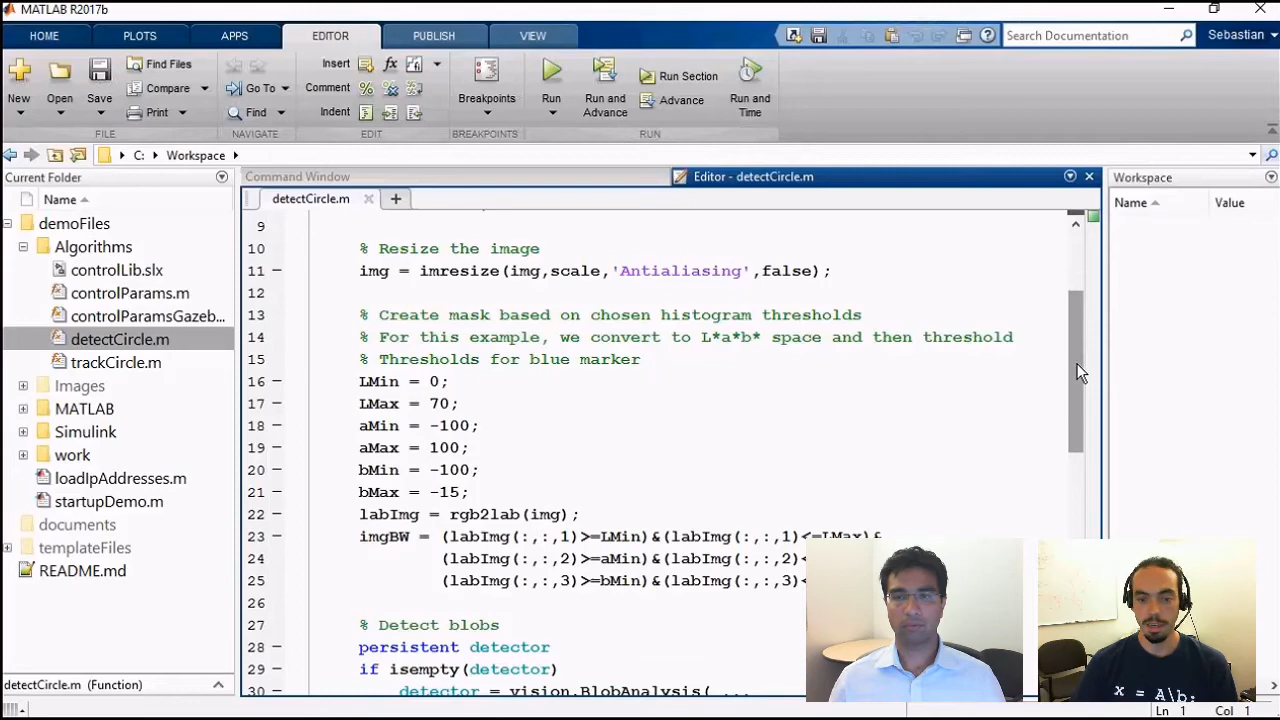 MATLAB R2017b
HOME PLOTS APPS EDITOR PUBLISH VIEW Search Documentation Sebastian
New Open Save Find Files Compare Print Go To Find Insert fx Comment % Indent Breakpoints Run Run and Advance Run Section Advance Run and Time
FILE NAVIGATE EDIT BREAKPOINTS RUN
C: Workspace
Current Folder Command Window Editor - detectCircle.m Workspace
Name detectCircle.m + Name Value
demoFiles
Algorithms
controlLib.slx
controlParams.m
controlParamsGazeb...
detectCircle.m
trackCircle.m
Images
MATLAB
Simulink
work
loadIpAddresses.m
startupDemo.m
documents
templateFiles
README.md
detectCircle.m (Function)
9
10 % Resize the image
11 – img = imresize(img,scale,'Antialiasing',false);
12
13 % Create mask based on chosen histogram thresholds
14 % For this example, we convert to L*a*b* space and then threshold
15 % Thresholds for blue marker
16 – LMin = 0;
17 – LMax = 70;
18 – aMin = -100;
19 – aMax = 100;
20 – bMin = -100;
21 – bMax = -15;
22 – labImg = rgb2lab(img);
23 – imgBW = (labImg(:,:,1)>=LMin)&(labImg(:,:,1)<=LMax)&
24 (labImg(:,:,2)>=aMin)&(labImg(:,:,2)<
25 (labImg(:,:,3)>=bMin)&(labImg(:,:,3)<
26
27 % Detect blobs
28 – persistent detector
29 – if isempty(detector)
30 detector = vision.BlobAnalysis( ...
x = A\b;
Ln 1 Col 1